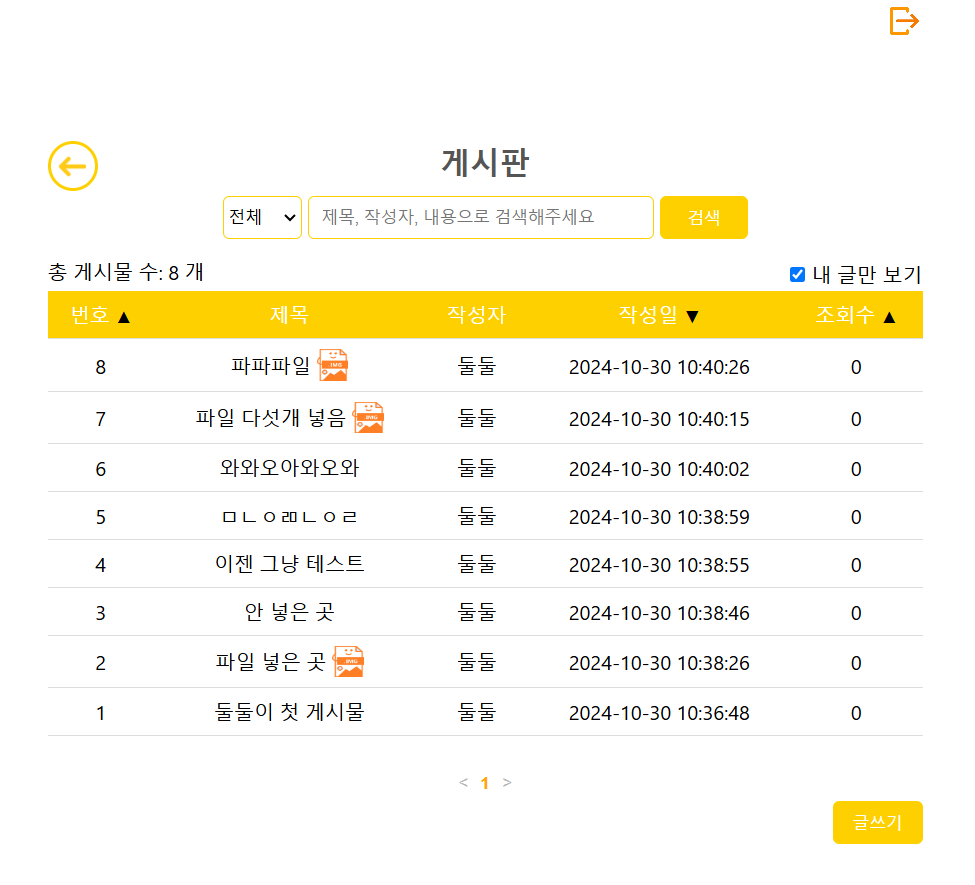 게시판
전체 제목, 작성자, 내용으로 검색해주세요 검색
총 게시물 수: 8 개 내 글만 보기
번호 ▲ 제목 작성자 작성일 ▼ 조회수 ▲
8 파파파일 IMG 둘둘 2024-10-30 10:40:26 0
7 파일 다섯개 넣음 IMG 둘둘 2024-10-30 10:40:15 0
6 와와오아와오와 둘둘 2024-10-30 10:40:02 0
5 ㅁㄴㅇㄻㄴㅇㄹ 둘둘 2024-10-30 10:38:59 0
4 이젠 그냥 테스트 둘둘 2024-10-30 10:38:55 0
3 안 넣은 곳 둘둘 2024-10-30 10:38:46 0
2 파일 넣은 곳 IMG 둘둘 2024-10-30 10:38:26 0
1 둘둘이 첫 게시물 둘둘 2024-10-30 10:36:48 0
< 1 >
글쓰기